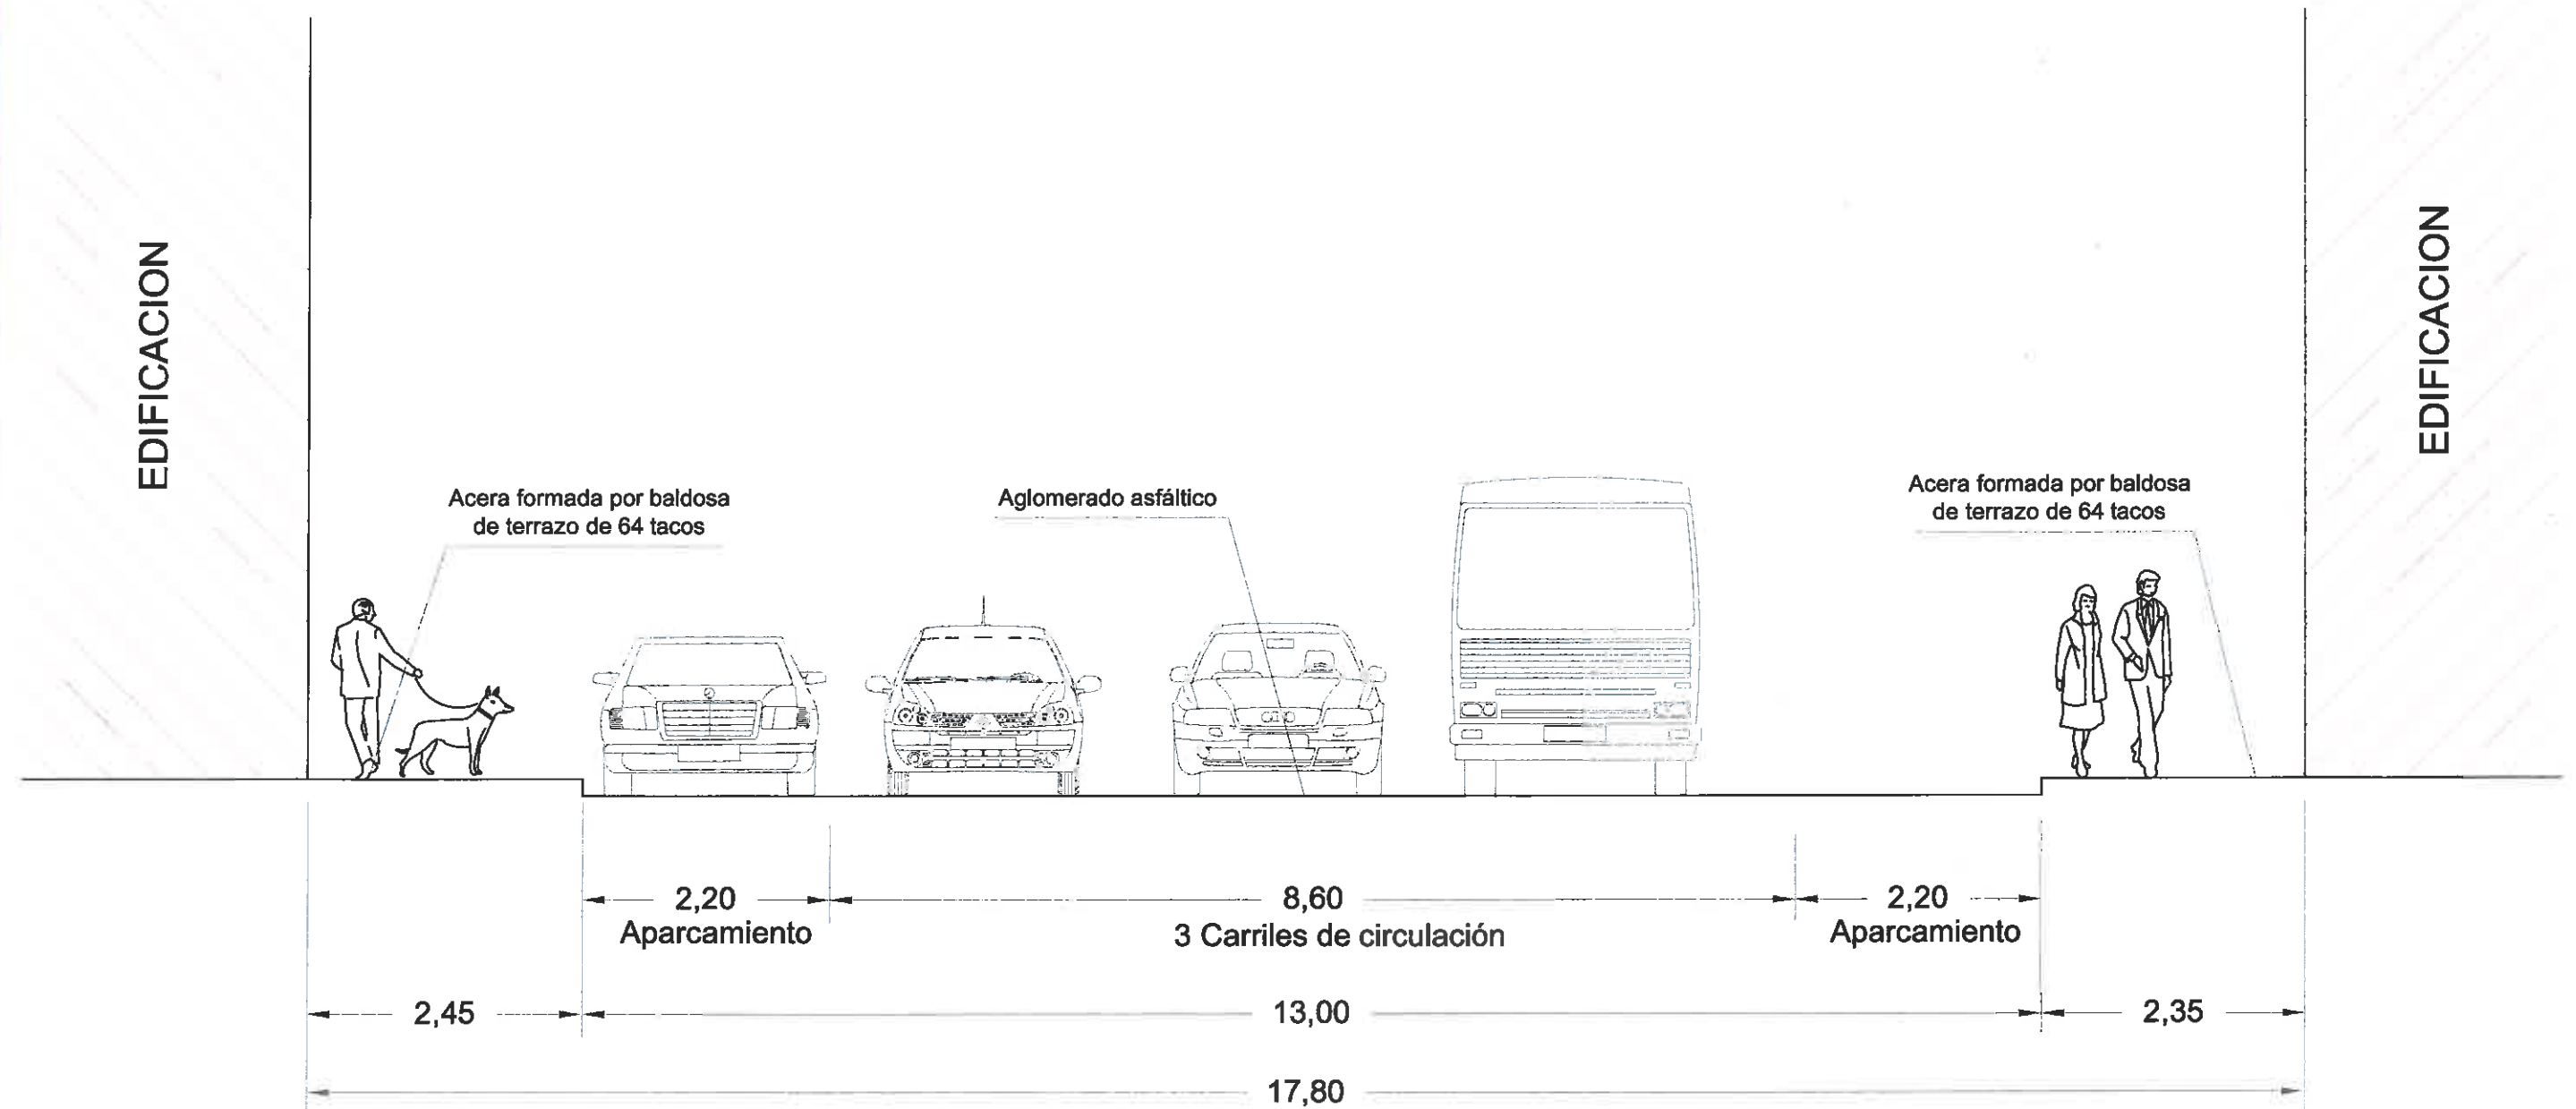 EDIFICACION
EDIFICACION
Acera formada por baldosa
de terrazo de 64 tacos
Aglomerado asfáltico
Acera formada por baldosa
de terrazo de 64 tacos
2,20
Aparcamiento
8,60
3 Carriles de circulación
2,20
Aparcamiento
2,45
13,00
2,35
17,80